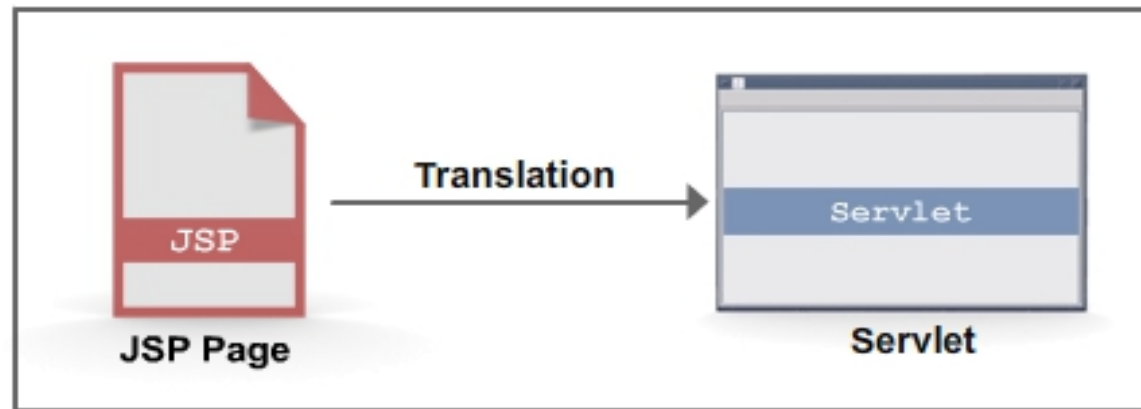 Translation
JSP
Servlet
JSP Page
Servlet